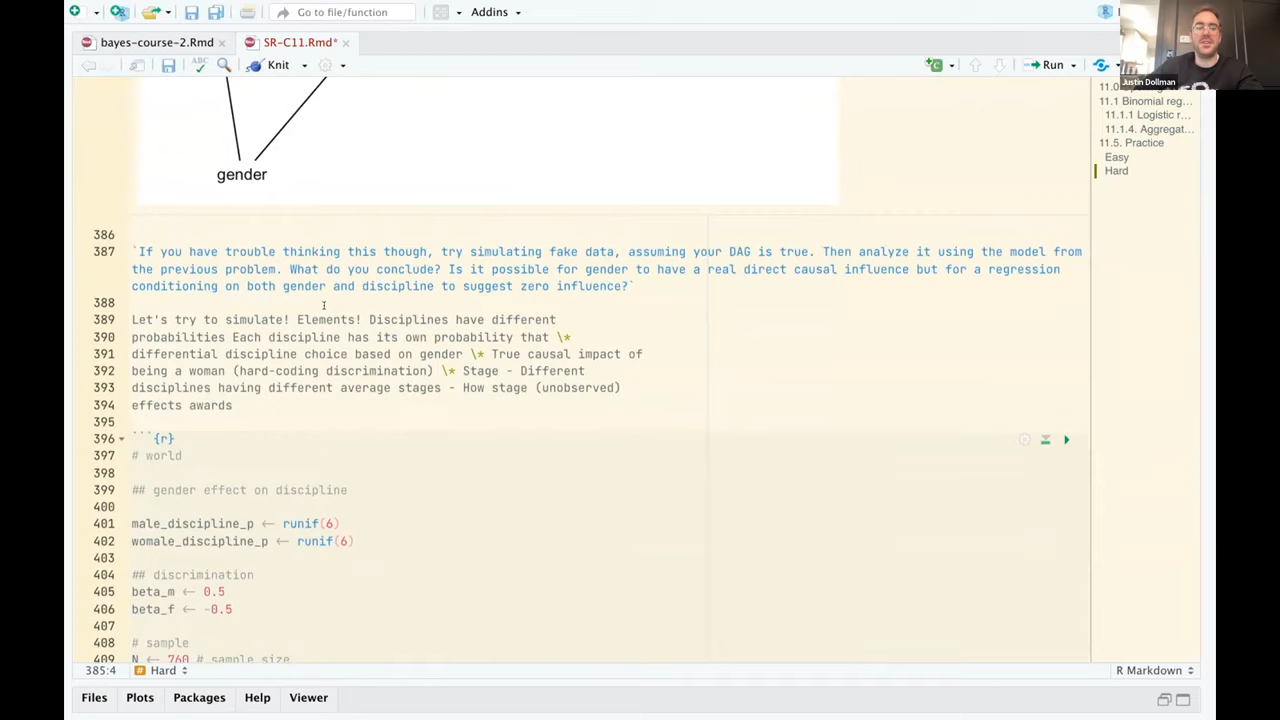 Go to file/function
Addins
Justin Dollman
bayes-course-2.Rmd
SR-C11.Rmd*
ABC
Knit
Run
11.1 Binomial reg...
11.1.1 Logistic r...
11.1.4. Aggregat...
11.5. Practice
Easy
Hard
gender
386
387 `If you have trouble thinking this though, try simulating fake data, assuming your DAG is true. Then analyze it using the model from
the previous problem. What do you conclude? Is it possible for gender to have a real direct causal influence but for a regression
conditioning on both gender and discipline to suggest zero influence?`
388
389 Let's try to simulate! Elements! Disciplines have different
390 probabilities Each discipline has its own probability that \*
391 differential discipline choice based on gender \* True causal impact of
392 being a woman (hard-coding discrimination) \* Stage - Different
393 disciplines having different average stages - How stage (unobserved)
394 effects awards
395
396 ```{r}
397 # world
398
399 ## gender effect on discipline
400
401 male_discipline_p <- runif(6)
402 womale_discipline_p <- runif(6)
403
404 ## discrimination
405 beta_m <- 0.5
406 beta_f <- -0.5
407
408 # sample
409 N <- 760 # sample size
385:4
Hard
R Markdown
Files
Plots
Packages
Help
Viewer